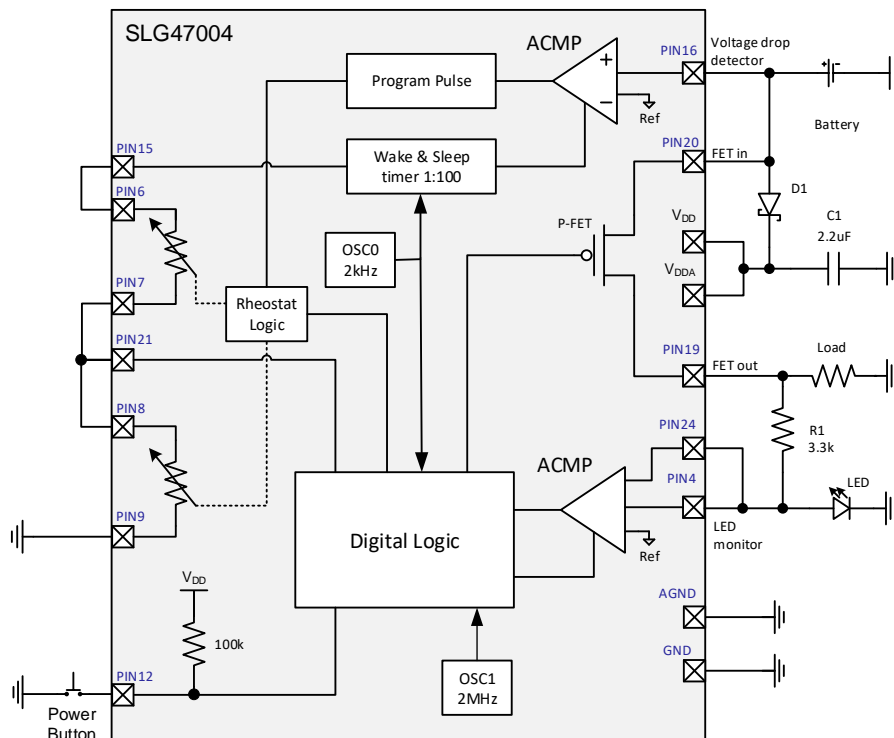 SLG47004
ACMP
PIN16
Voltage drop
detector
Program Pulse
+
−
Ref
+
-
Battery
PIN15
PIN20
Wake & Sleep
timer 1:100
FET in
PIN6
D1
P-FET
VDD
C1
2.2uF
OSC0
2kHz
VDDA
PIN7
Rheostat
Logic
PIN21
PIN19
FET out
Load
PIN8
PIN24
R1
3.3k
ACMP
PIN4
LED
PIN9
Digital Logic
Ref
LED
monitor
VDD
AGND
100k
GND
PIN12
OSC1
2MHz
Power
Button